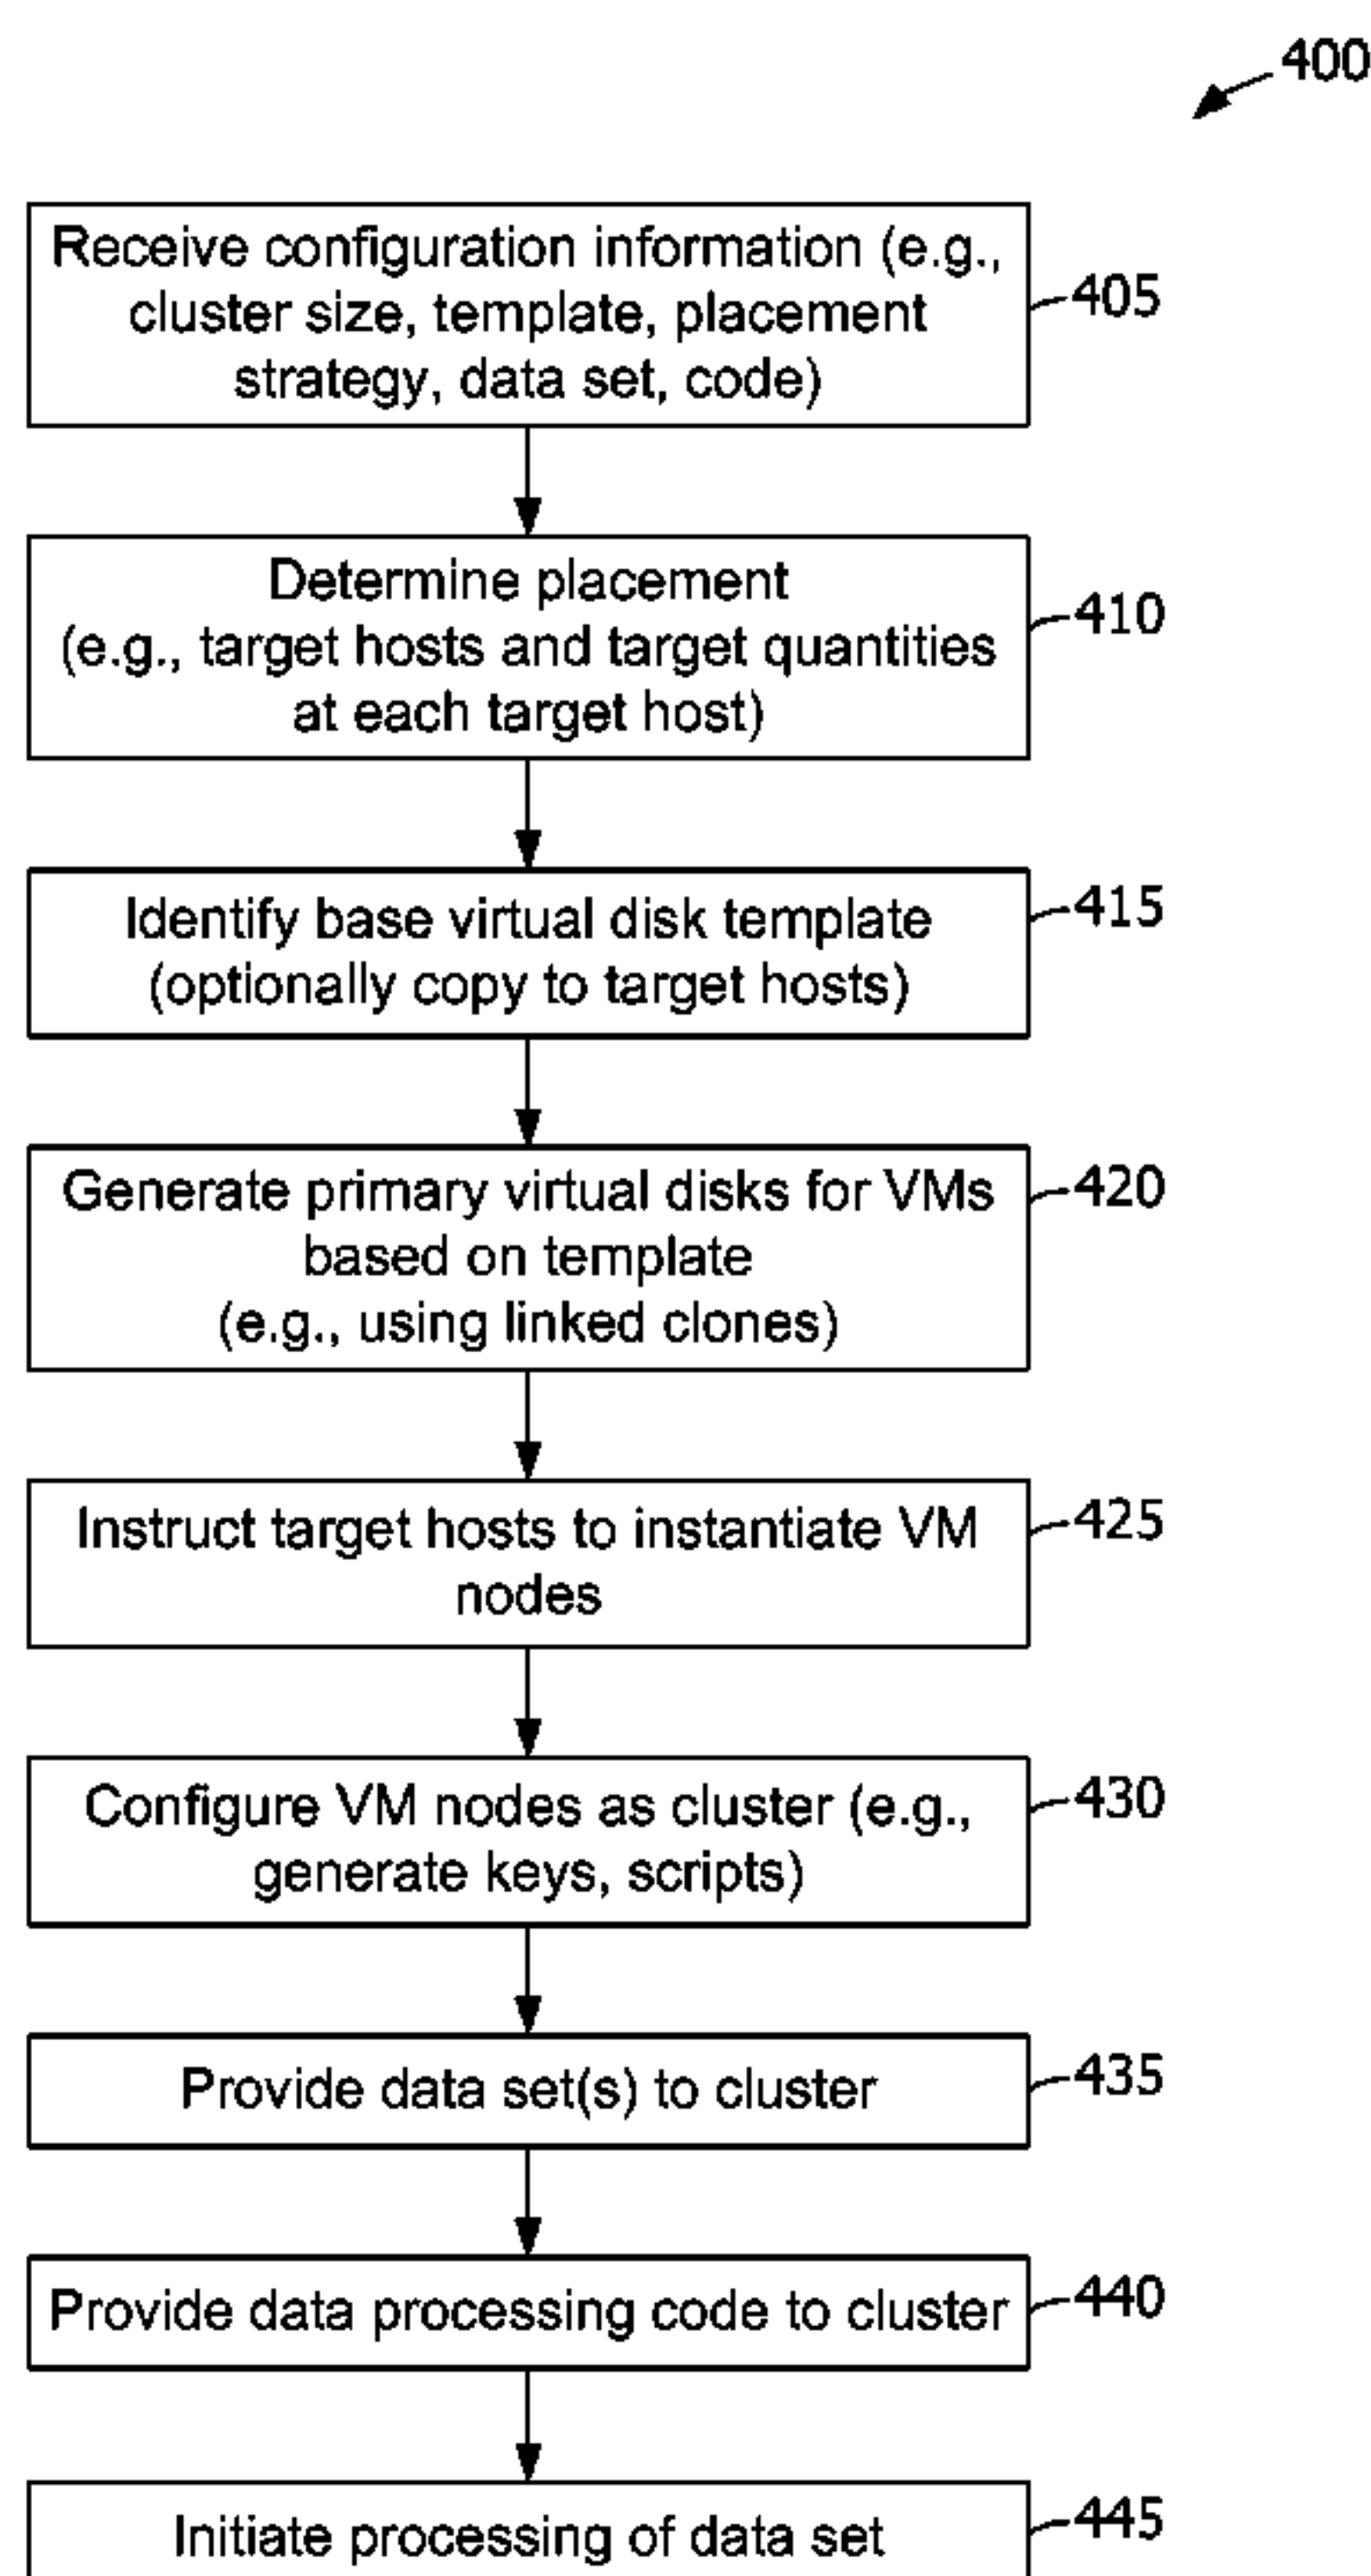 400
Receive configuration information (e.g.,
cluster size, template, placement
strategy, data set, code)
405
Determine placement
(e.g., target hosts and target quantities
at each target host)
410
Identify base virtual disk template
(optionally copy to target hosts)
415
Generate primary virtual disks for VMs
based on template
(e.g., using linked clones)
420
Instruct target hosts to instantiate VM
nodes
425
Configure VM nodes as cluster (e.g.,
generate keys, scripts)
430
Provide data set(s) to cluster
435
Provide data processing code to cluster
440
Initiate processing of data set
445